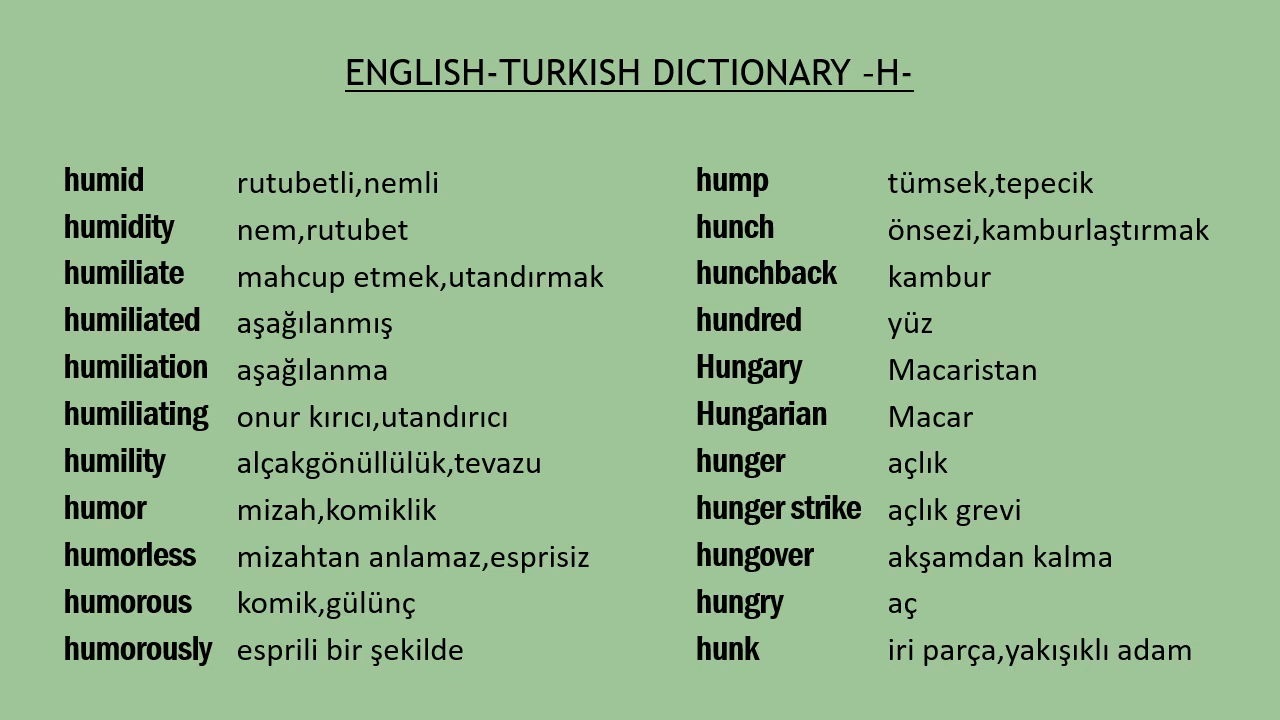 ENGLISH-TURKISH DICTIONARY –H-
humid rutubetli,nemli
humidity nem,rutubet
humiliate mahcup etmek,utandırmak
humiliated aşağılanmış
humiliation aşağılanma
humiliating onur kırıcı,utandırıcı
humility alçakgönüllülük,tevazu
humor mizah,komiklik
humorless mizahtan anlamaz,esprisiz
humorous komik,gülünç
humorously esprili bir şekilde
hump tümsek,tepecik
hunch önsezi,kamburlaştırmak
hunchback kambur
hundred yüz
Hungary Macaristan
Hungarian Macar
hunger açlık
hunger strike açlık grevi
hungover akşamdan kalma
hungry aç
hunk iri parça,yakışıklı adam